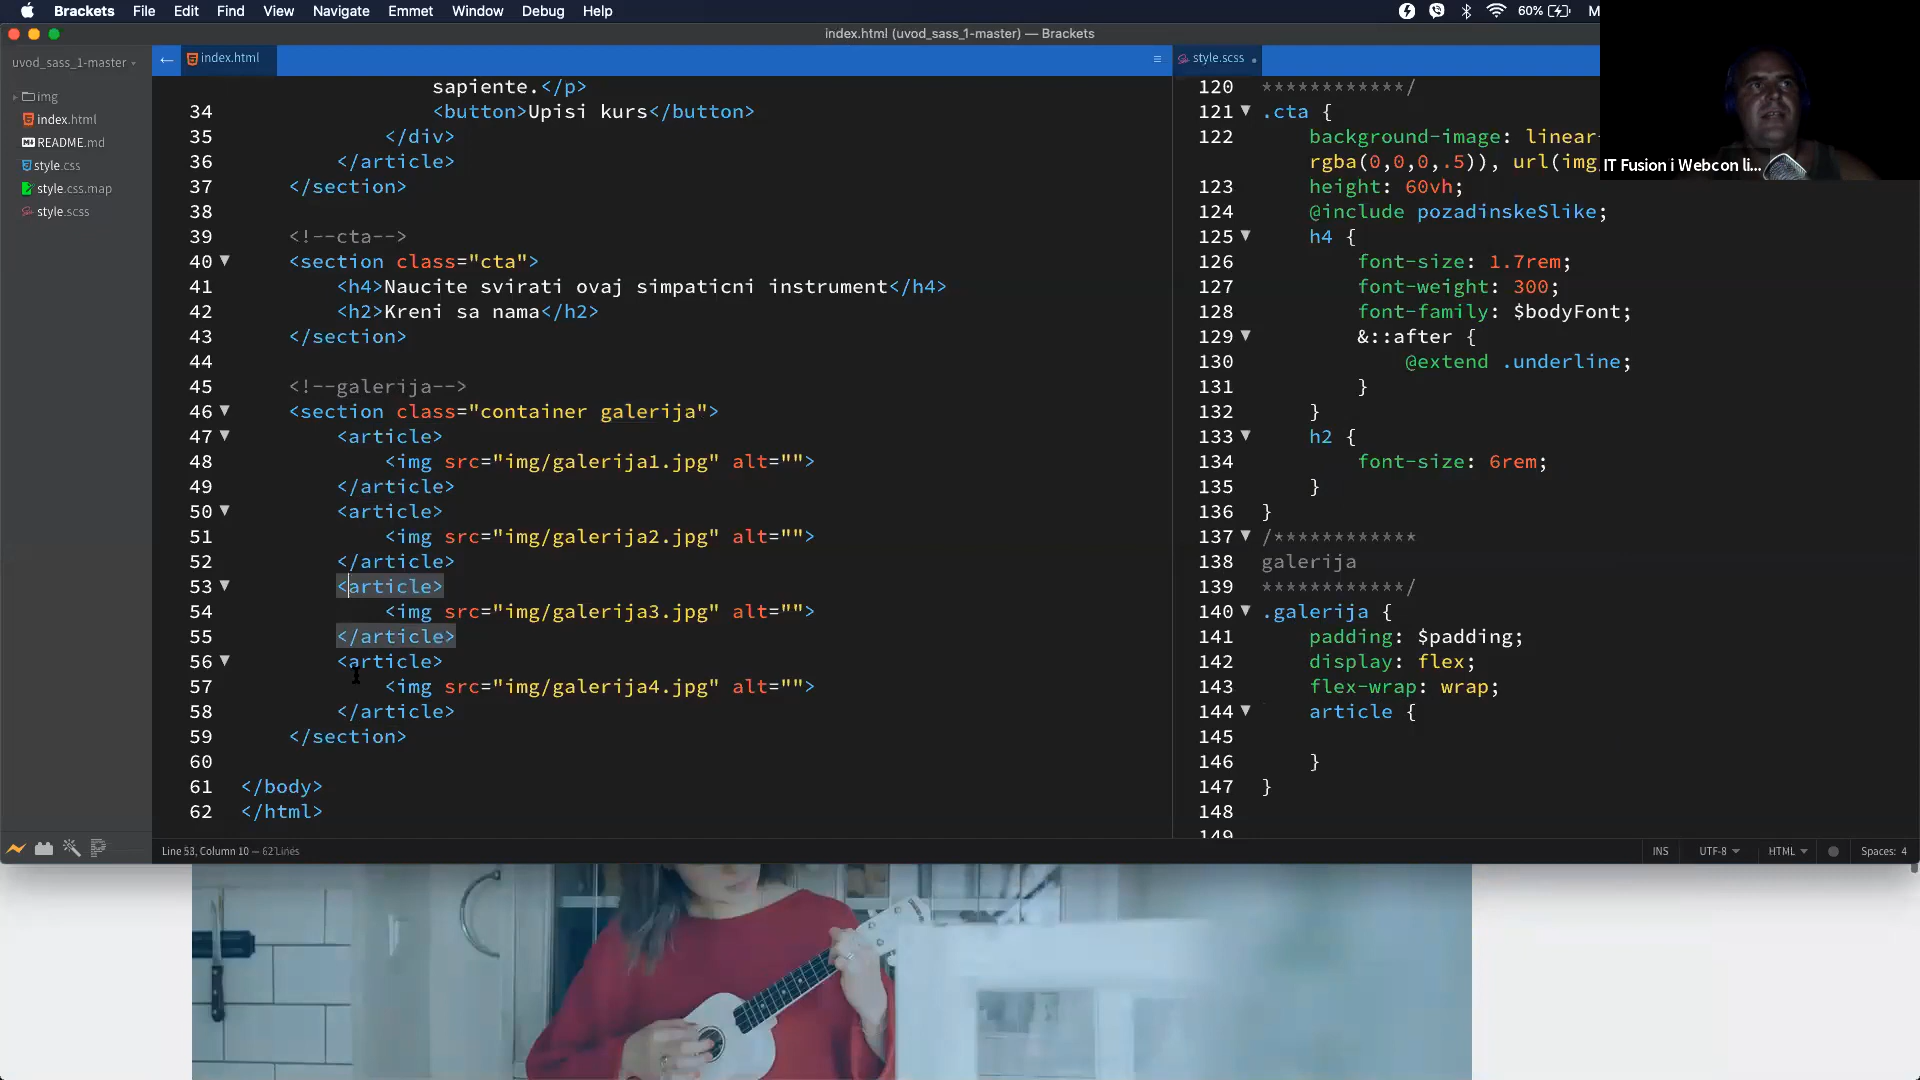 Brackets File Edit Find View Navigate Emmet Window Debug Help
60% M
index.html (uvod_sass_1-master) — Brackets
uvod_sass_1-master
img
index.html
README.md
style.css
style.css.map
style.scss
index.html
sapiente.</p>
34 <button>Upisi kurs</button>
35 </div>
36 </article>
37 </section>
38
39 <!--cta-->
40 <section class="cta">
41 <h4>Naucite svirati ovaj simpaticni instrument</h4>
42 <h2>Kreni sa nama</h2>
43 </section>
44
45 <!--galerija-->
46 <section class="container galerija">
47 <article>
48 <img src="img/galerija1.jpg" alt="">
49 </article>
50 <article>
51 <img src="img/galerija2.jpg" alt="">
52 </article>
53 <article>
54 <img src="img/galerija3.jpg" alt="">
55 </article>
56 <article>
57 <img src="img/galerija4.jpg" alt="">
58 </article>
59 </section>
60
61 </body>
62 </html>
style.scss
120 ************/
121 .cta {
122 background-image: linear-
rgba(0,0,0,.5)), url(img
123 height: 60vh;
124 @include pozadinskeSlike;
125 h4 {
126 font-size: 1.7rem;
127 font-weight: 300;
128 font-family: $bodyFont;
129 &::after {
130 @extend .underline;
131 }
132 }
133 h2 {
134 font-size: 6rem;
135 }
136 }
137 /************
138 galerija
139 ************/
140 .galerija {
141 padding: $padding;
142 display: flex;
143 flex-wrap: wrap;
144 article {
145
146 }
147 }
148
149
IT Fusion i Webcon li...
Line 53, Column 10 — 62 Lines
INS UTF-8 HTML Spaces: 4